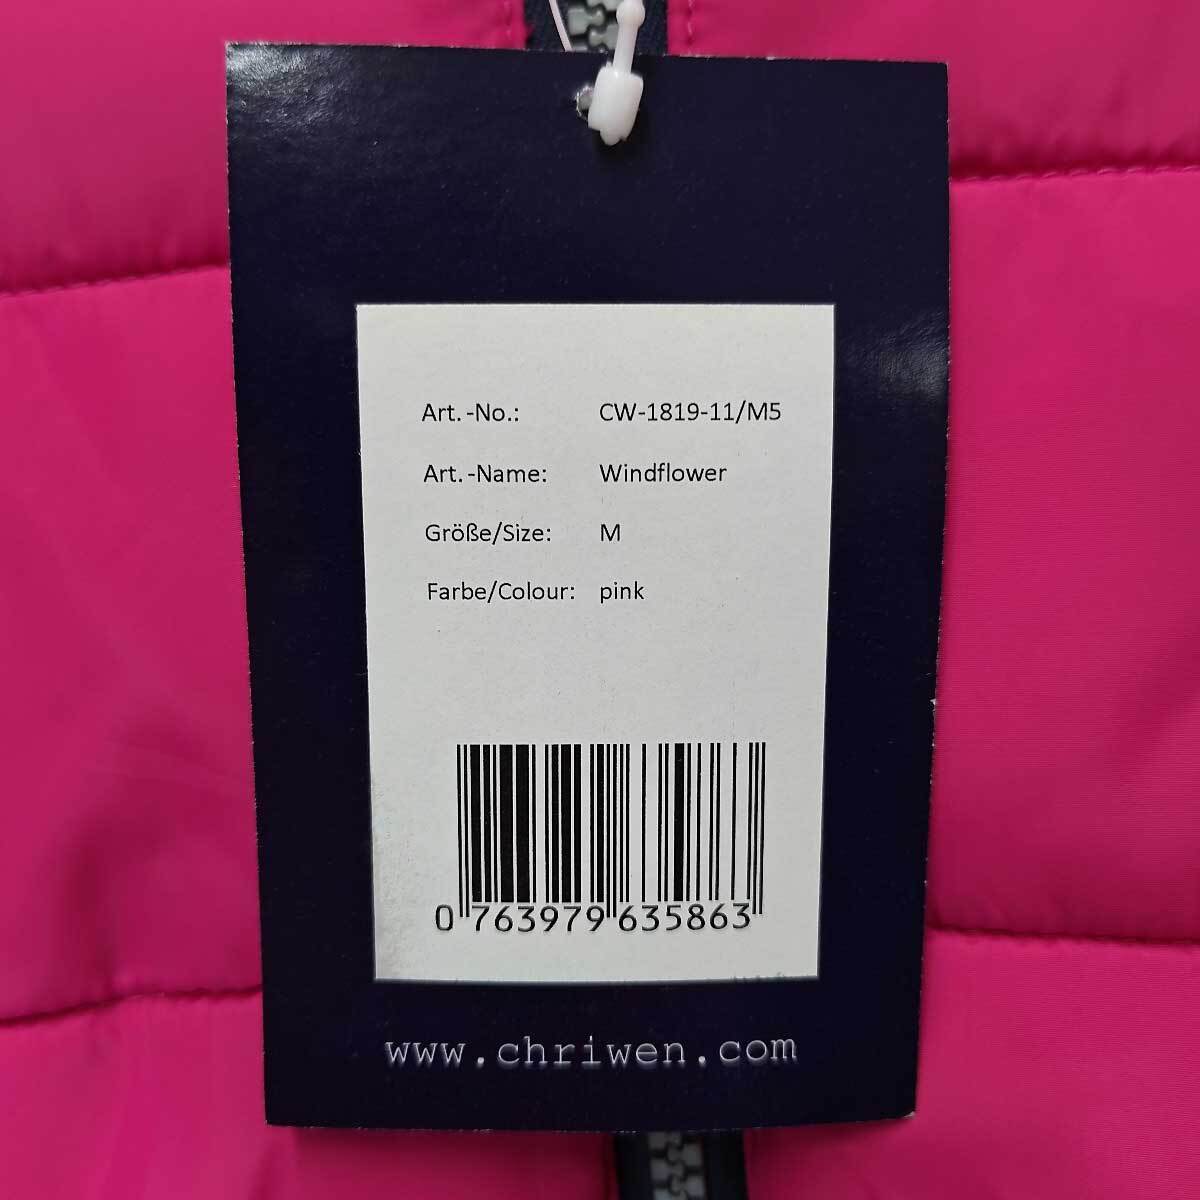 Art.-No.: CW-1819-11/M5
Art.-Name: Windflower
Größe/Size: M
Farbe/Colour: pink
0 763979 635863
www.chriwen.com